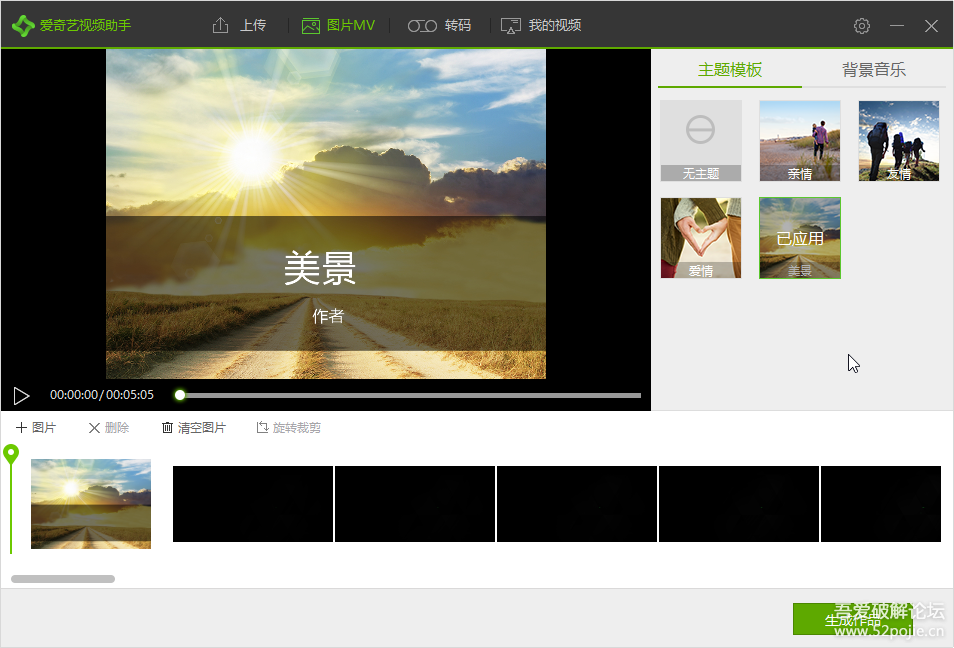 爱奇艺视频助手
上传
图片MV
转码
我的视频
主题模板
背景音乐
无主题
亲情
友情
爱情
已应用
美景
美景
作者
00:00:00/00:05:05
图片
删除
清空图片
旋转裁剪
生成作品
吾爱破解论坛
www.52pojie.cn